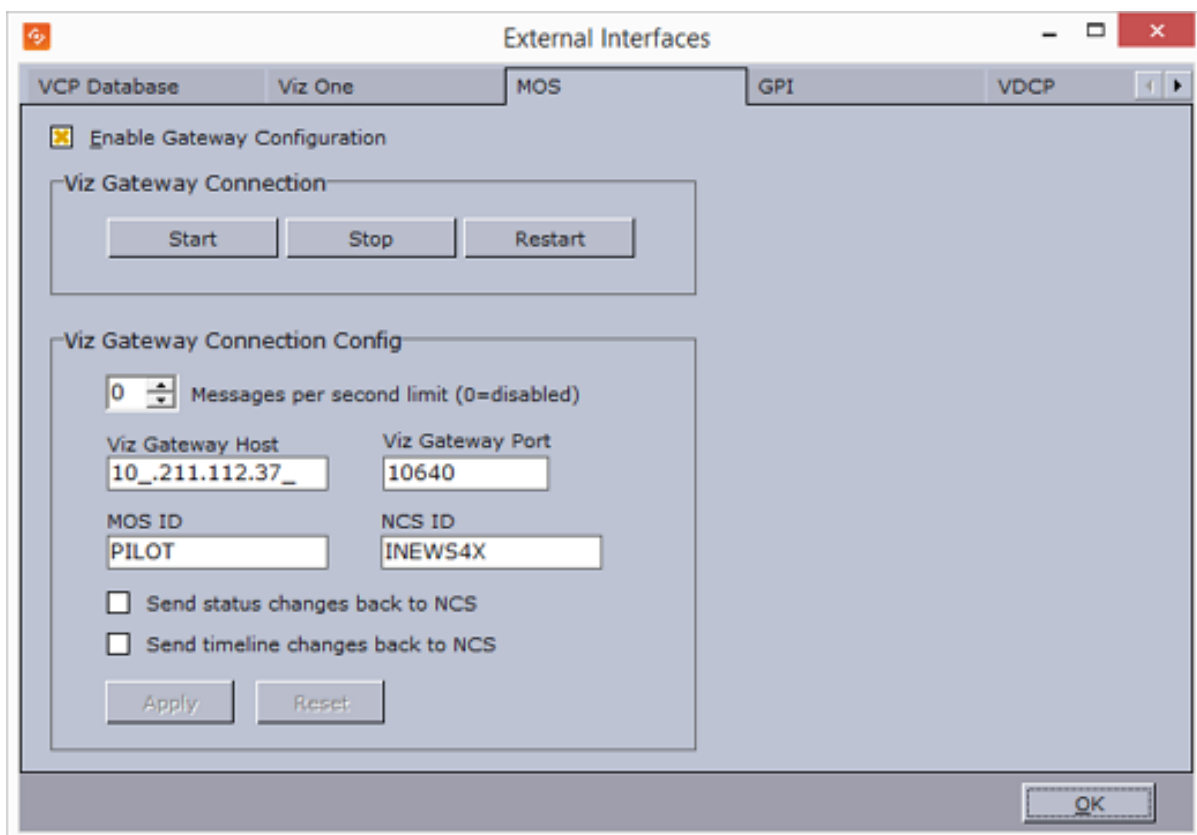 External Interfaces
VCP Database Viz One MOS GPI VDCP
Enable Gateway Configuration
Viz Gateway Connection
Start Stop Restart
Viz Gateway Connection Config
0 Messages per second limit (0=disabled)
Viz Gateway Host Viz Gateway Port
10_.211.112.37_ 10640
MOS ID NCS ID
PILOT INEWS4X
Send status changes back to NCS
Send timeline changes back to NCS
Apply Reset
OK